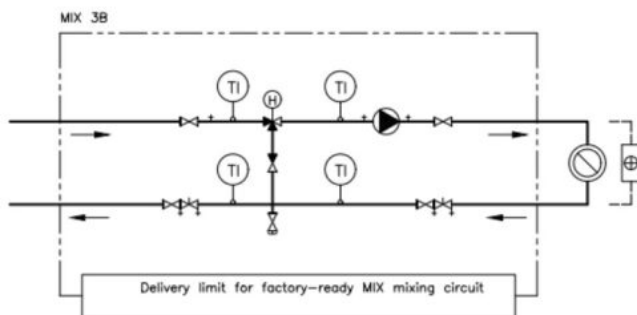 MIX 3B
TI
TI
H
TI
TI
Delivery limit for factory-ready MIX mixing circuit